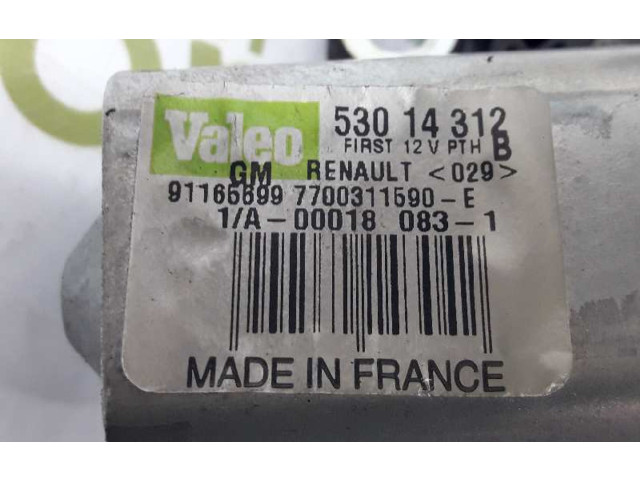 Valeo 530 14 312
FIRST 12 V PTH B
GM RENAULT <029>
91165699 7700311590-E
1/A-00018 083-1
MADE IN FRANCE